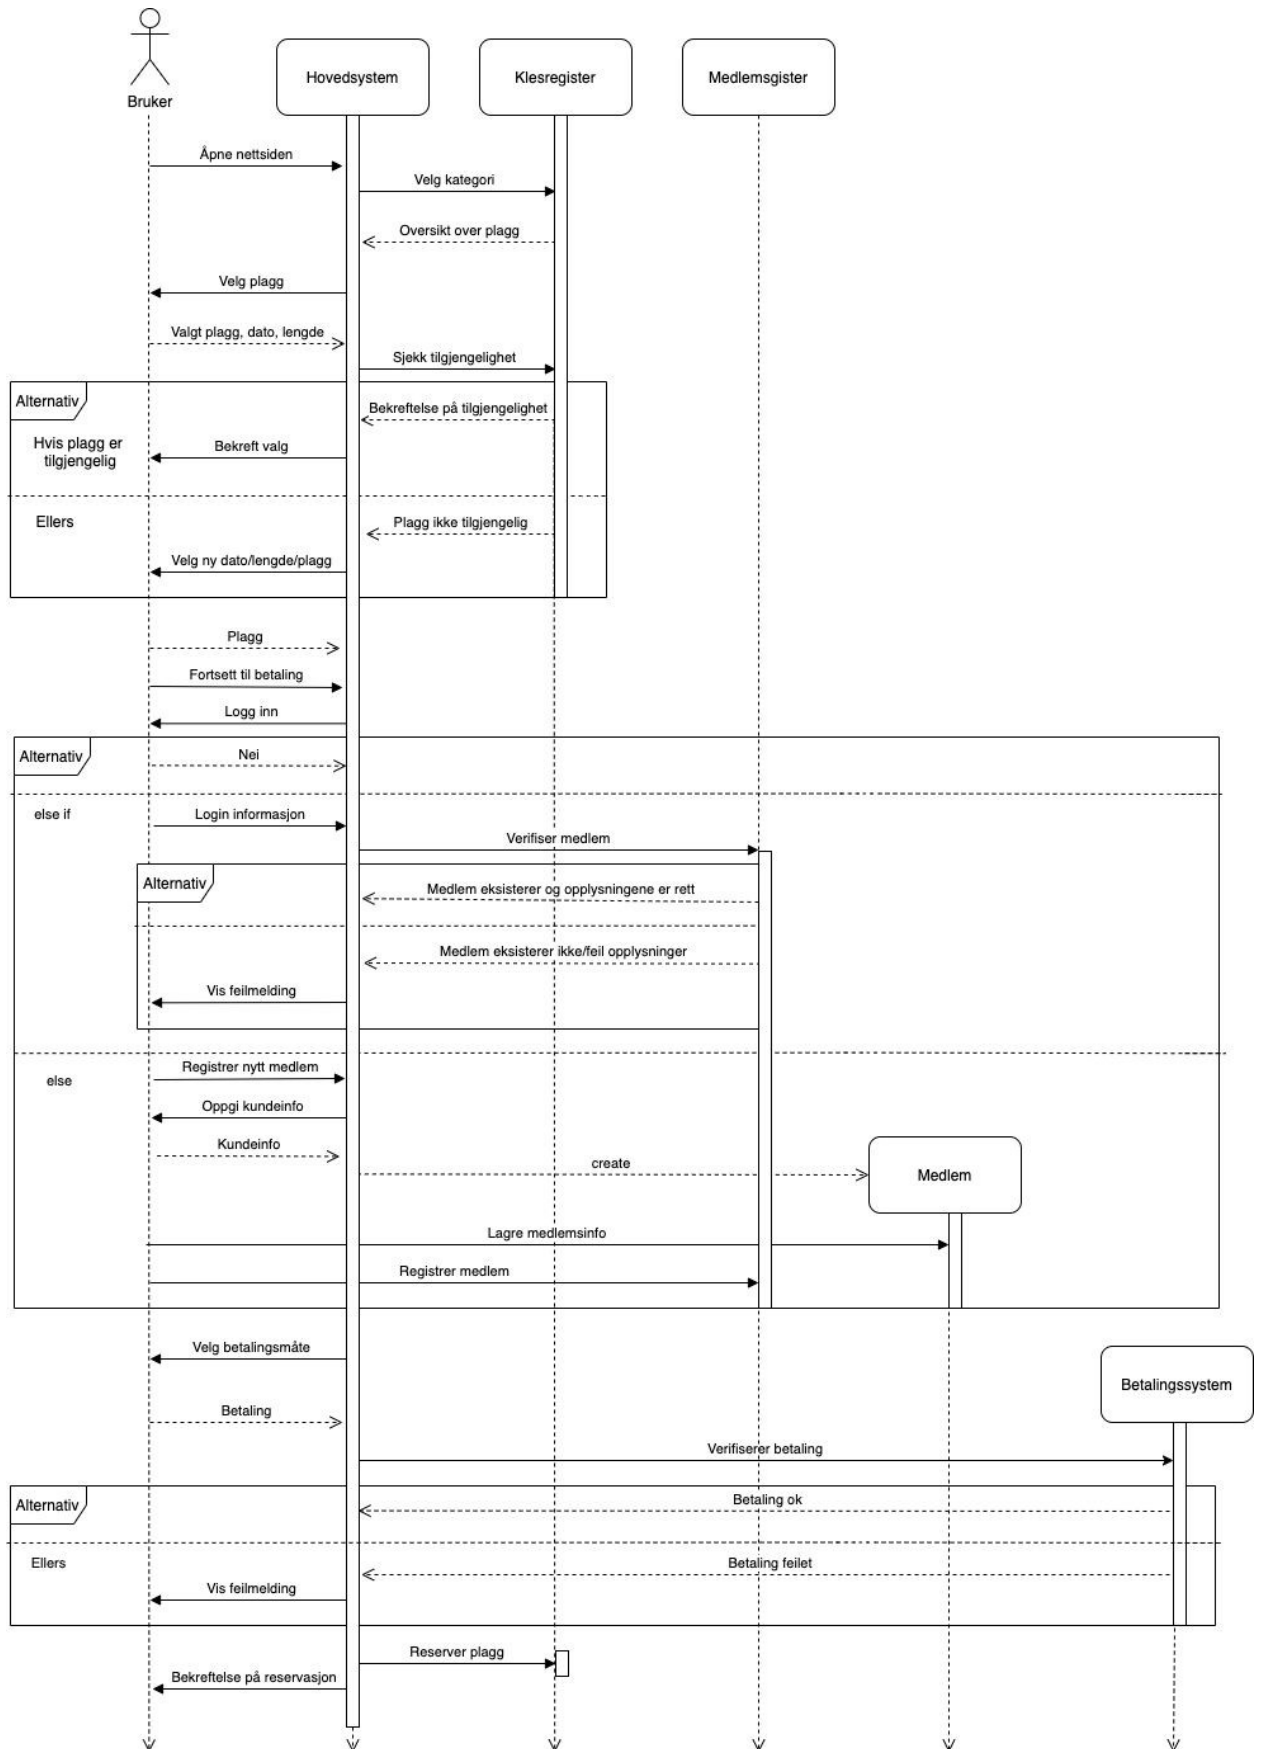 Bruker
Hovedsystem
Klesregister
Medlemsgister
Åpne nettsiden
Velg kategori
Oversikt over plagg
Velg plagg
Valgt plagg, dato, lengde
Sjekk tilgjengelighet
Alternativ
Bekreftelse på tilgjengelighet
Hvis plagg er
tilgjengelig
Bekreft valg
Ellers
Plagg ikke tilgjengelig
Velg ny dato/lengde/plagg
Plagg
Fortsett til betaling
Logg inn
Alternativ
Nei
else if
Login informasjon
Verifiser medlem
Alternativ
Medlem eksisterer og opplysningene er rett
Medlem eksisterer ikke/feil opplysninger
Vis feilmelding
else
Registrer nytt medlem
Oppgi kundeinfo
Kundeinfo
create
Medlem
Lagre medlemsinfo
Registrer medlem
Velg betalingsmåte
Betalingssystem
Betaling
Verifiserer betaling
Alternativ
Betaling ok
Ellers
Betaling feilet
Vis feilmelding
Reserver plagg
Bekreftelse på reservasjon